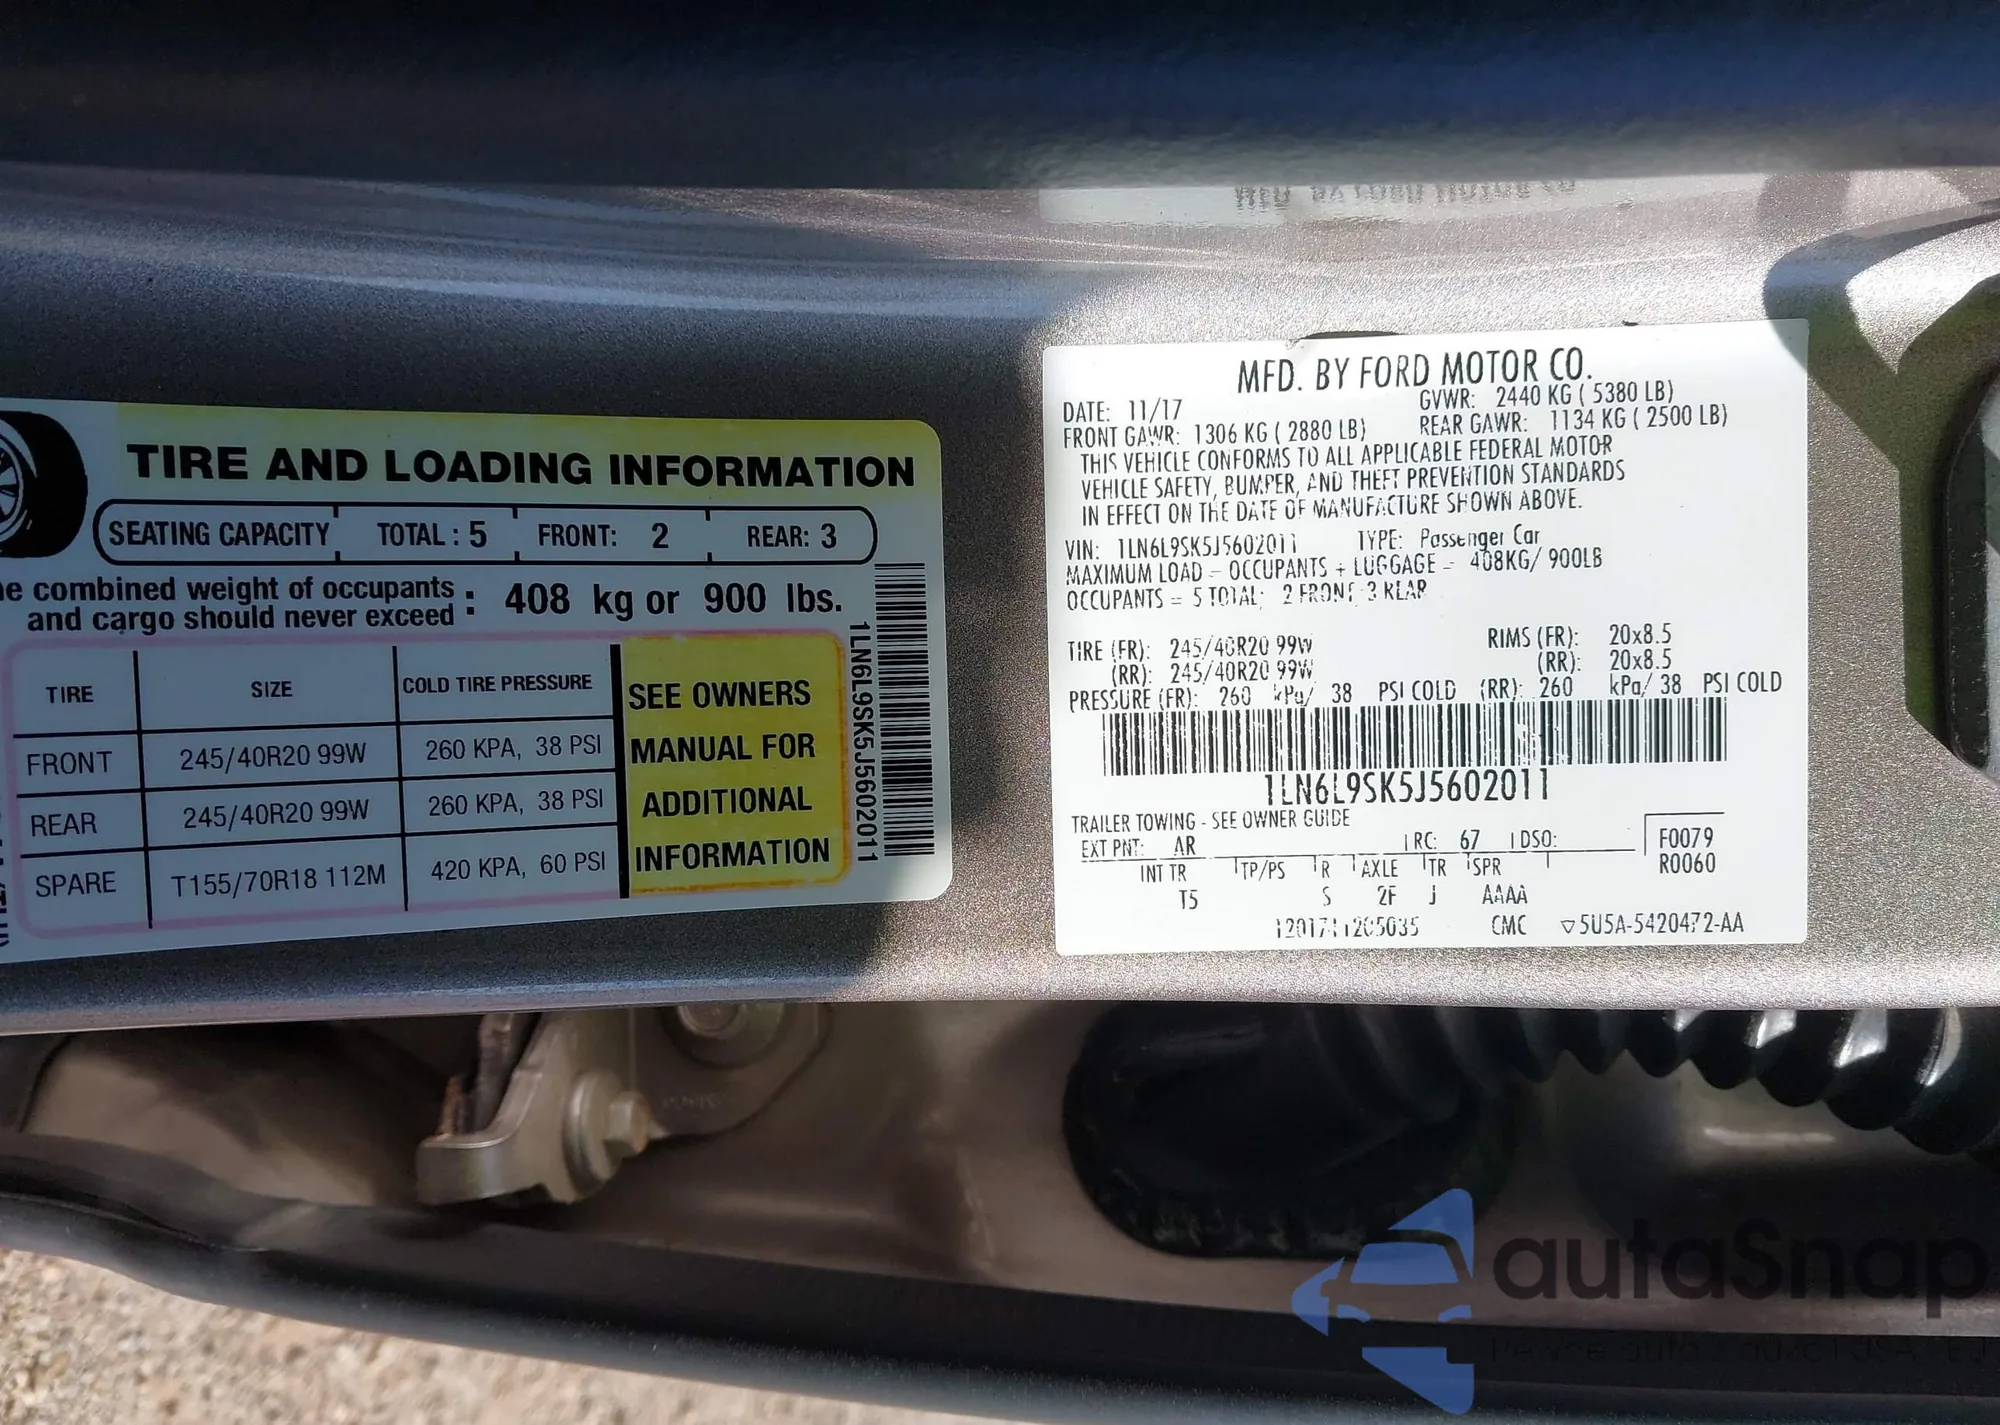 TIRE AND LOADING INFORMATION
SEATING CAPACITY TOTAL : 5 FRONT: 2 REAR: 3
combined weight of occupants
and cargo should never exceed : 408 kg or 900 lbs.
TIRE SIZE COLD TIRE PRESSURE
FRONT 245/40R20 99W 260 KPA, 38 PSI
REAR 245/40R20 99W 260 KPA, 38 PSI
SPARE T155/70R18 112M 420 KPA, 60 PSI
SEE OWNERS
MANUAL FOR
ADDITIONAL
INFORMATION
1LN6L9SK5J5602011
MFD. BY FORD MOTOR CO.
DATE: 11/17 GVWR: 2440 KG ( 5380 LB)
FRONT GAWR: 1306 KG ( 2880 LB) REAR GAWR: 1134 KG ( 2500 LB)
THIS VEHICLE CONFORMS TO ALL APPLICABLE FEDERAL MOTOR
VEHICLE SAFETY, BUMPER, AND THEFT PREVENTION STANDARDS
IN EFFECT ON THE DATE OF MANUFACTURE SHOWN ABOVE.
VIN: 1LN6L9SK5J5602011 TYPE: Passenger Car
MAXIMUM LOAD = OCCUPANTS + LUGGAGE = 408KG/ 900LB
OCCUPANTS = 5 TOTAL; 2 FRONT, 3 REAR
TIRE (FR): 245/40R20 99W RIMS (FR): 20x8.5
(RR): 245/40R20 99W (RR): 20x8.5
PRESSURE (FR): 260 kPa/ 38 PSI COLD (RR): 260 kPa/ 38 PSI COLD
1LN6L9SK5J5602011
TRAILER TOWING - SEE OWNER GUIDE
EXT PNT: AR RC: 67 DSO: F0079
INT TR TP/PS R AXLE TR SPR R0060
T5 S 2F J AAAA
CMC ▽5U5A-5420472-AA
autaSnap